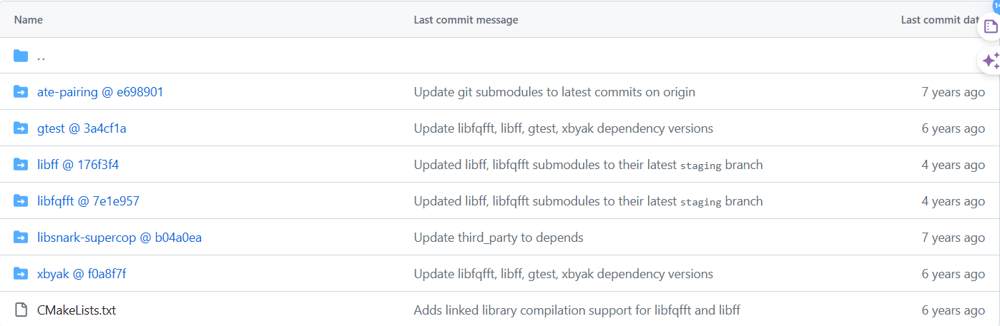 Name Last commit message Last commit dat
..
ate-pairing @ e698901 Update git submodules to latest commits on origin 7 years ago
gtest @ 3a4cf1a Update libfqfft, libff, gtest, xbyak dependency versions 6 years ago
libff @ 176f3f4 Updated libff, libfqfft submodules to their latest staging branch 4 years ago
libfqfft @ 7e1e957 Updated libff, libfqfft submodules to their latest staging branch 4 years ago
libsnark-supercop @ b04a0ea Update third_party to depends 7 years ago
xbyak @ f0a8f7f Update libfqfft, libff, gtest, xbyak dependency versions 6 years ago
CMakeLists.txt Adds linked library compilation support for libfqfft and libff 6 years ago